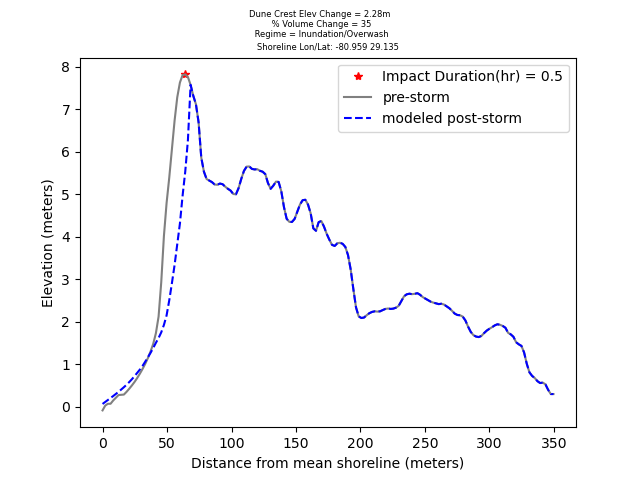 Dune Crest Elev Change = 2.28m
% Volume Change = 35
Regime = Inundation/Overwash
Shoreline Lon/Lat: -80.959 29.135
Impact Duration(hr) = 0.5
pre-storm
modeled post-storm
8
7
6
5
4
3
2
1
0
Elevation (meters)
0 50 100 150 200 250 300 350
Distance from mean shoreline (meters)